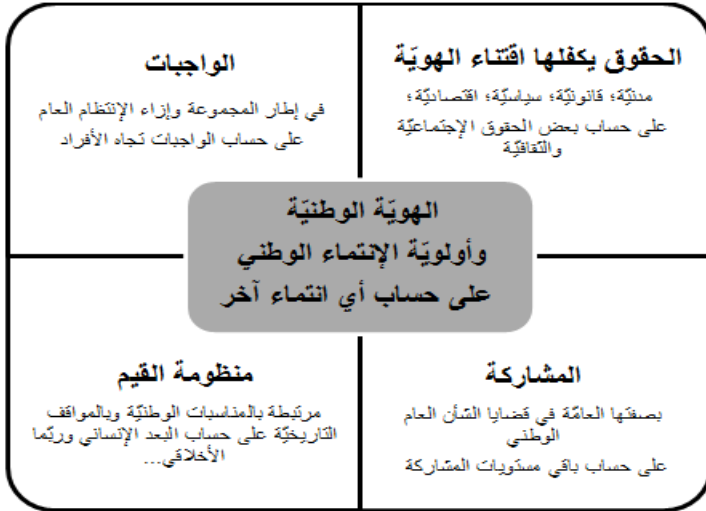 الحقوق يكفلها اقتناء الهويّة
مدنيّة؛ قانونيّة؛ سياسيّة؛ اقتصاديّة؛
على حساب بعض الحقوق الإجتماعيّة
والثقافيّة
الواجبات
في إطار المجموعة وإزاء الإنتظام العام
على حساب الواجبات تجاه الأفراد
الهويّة الوطنيّة
وأولويّة الإنتماء الوطني
على حساب أي انتماء آخر
المشاركة
بصفتها العامّة في قضايا الشأن العام
الوطني
على حساب باقي مستويات المشاركة
منظومة القيم
مرتبطة بالمناسبات الوطنيّة وبالمواقف
التاريخيّة على حساب البعد الإنساني وربّما
الأخلاقي...